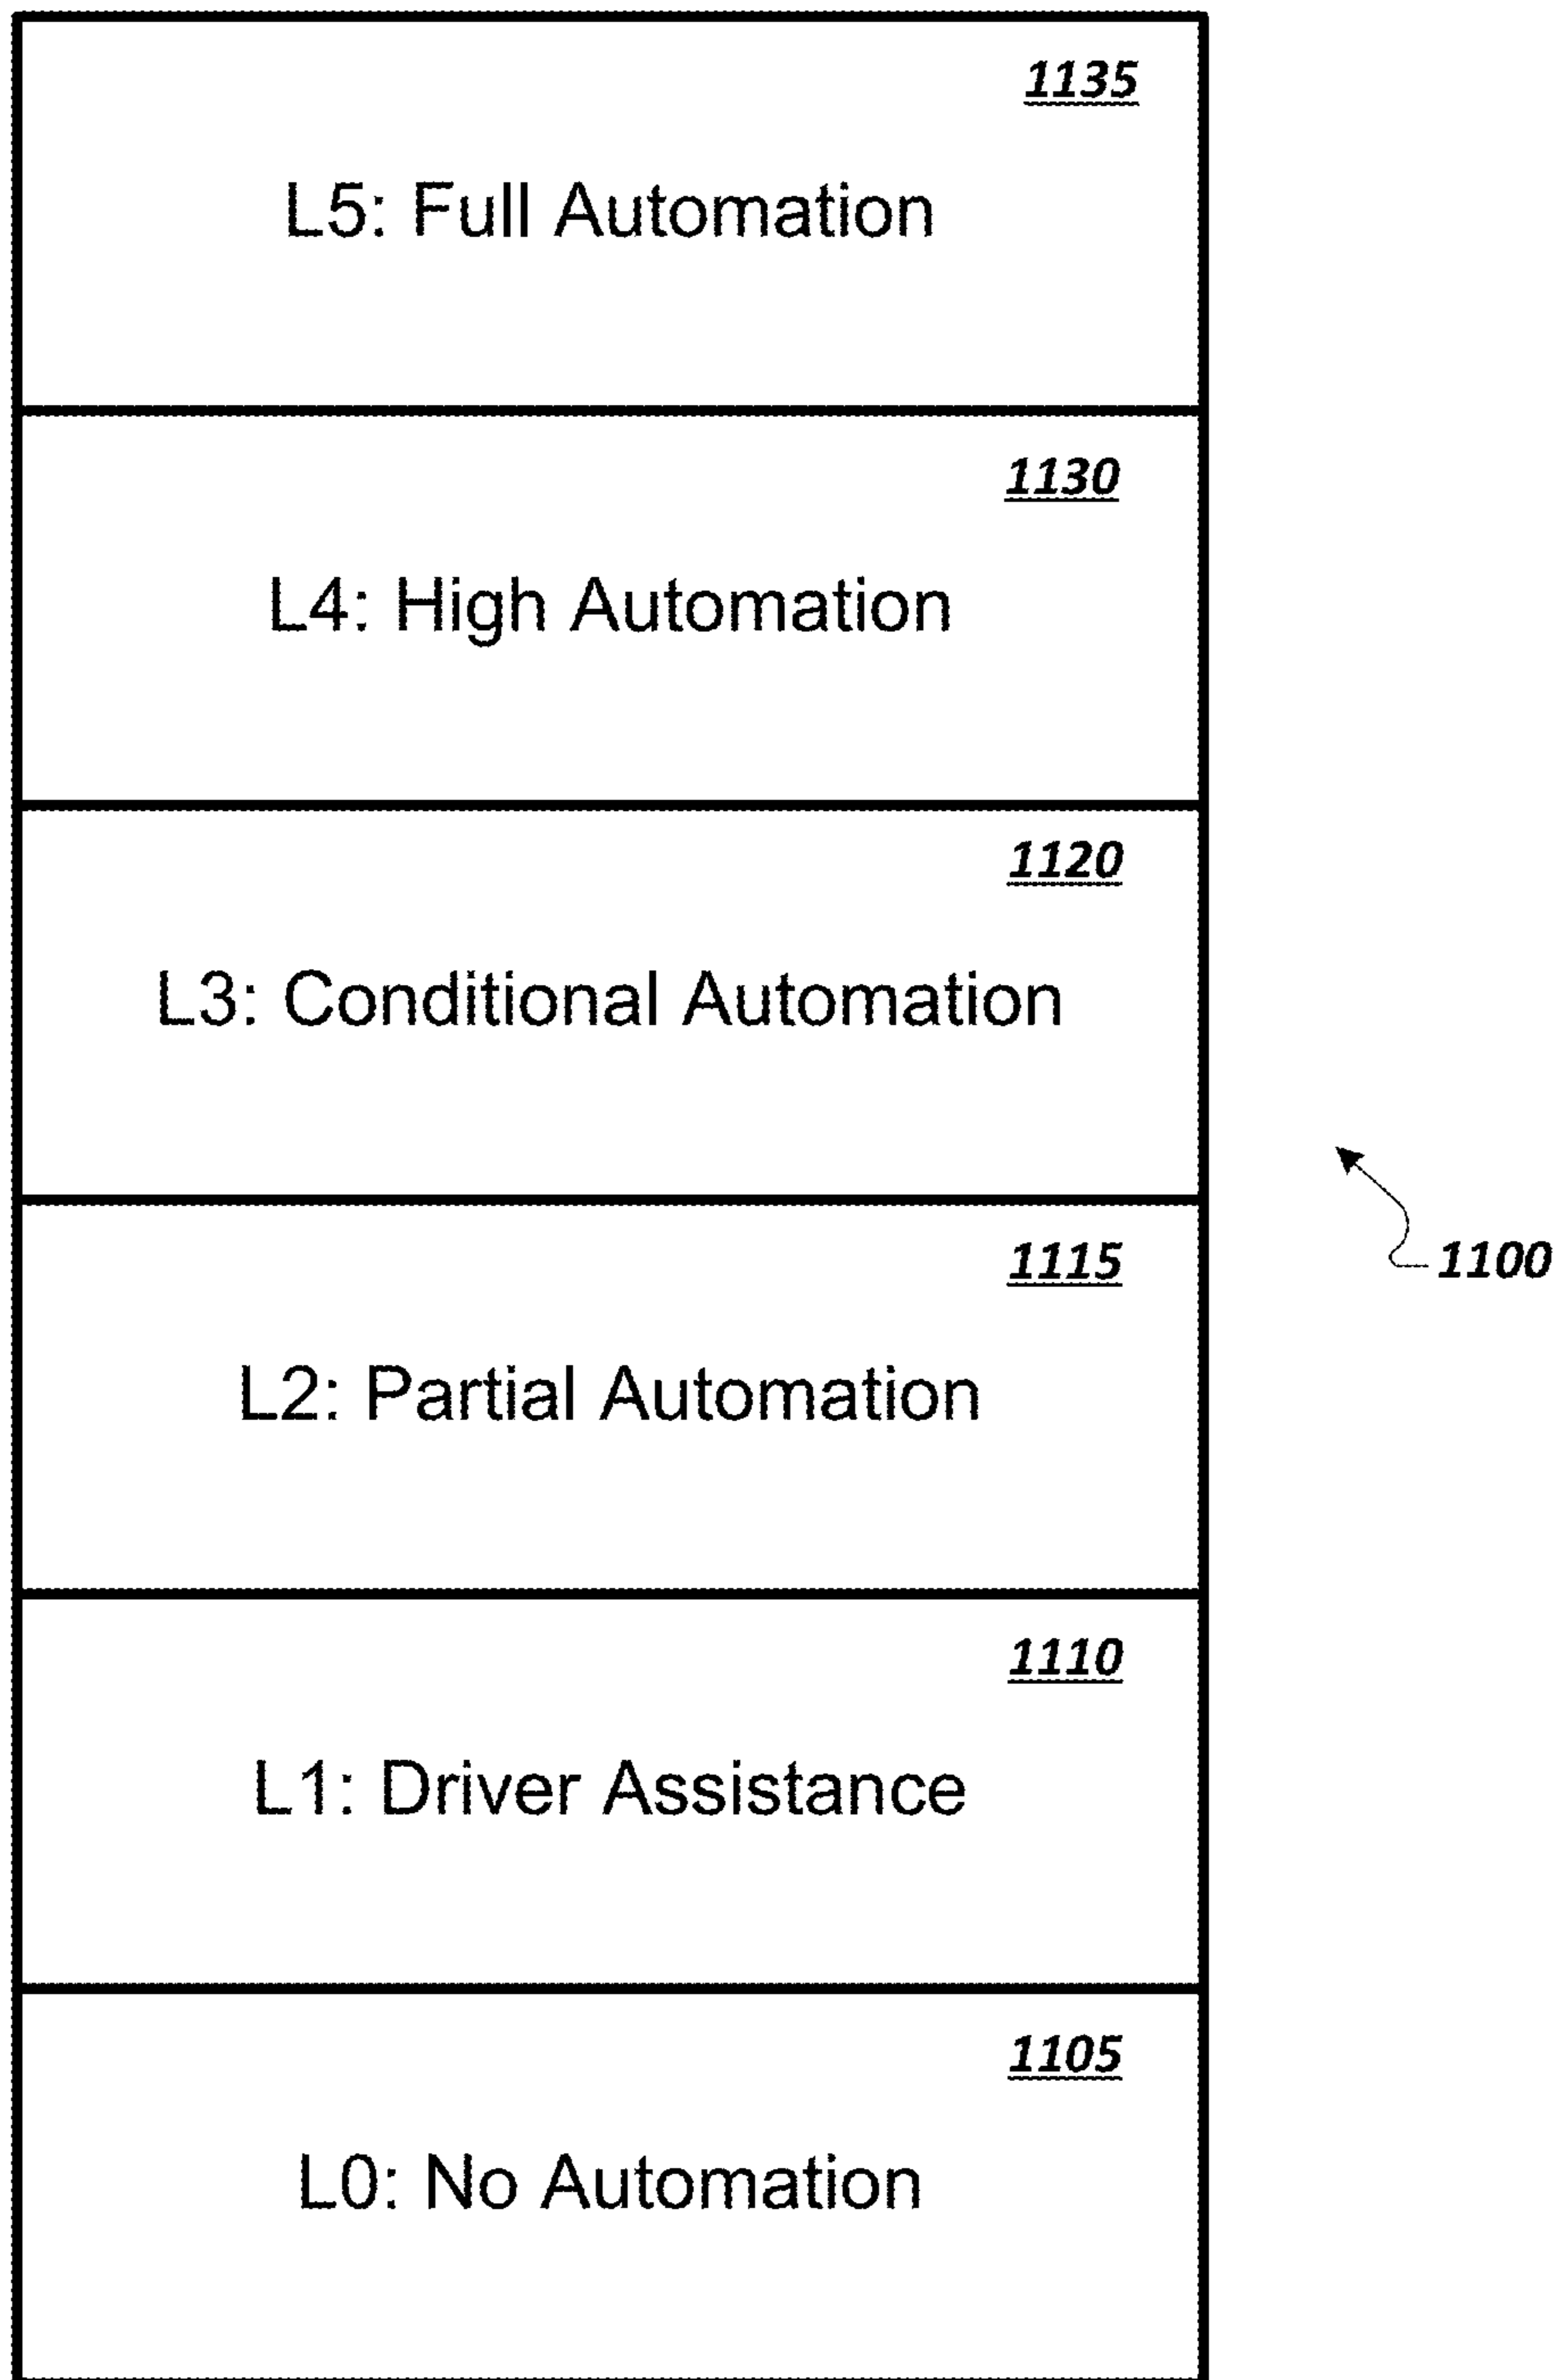 1135
L5: Full Automation
1130
L4: High Automation
1120
L3: Conditional Automation
1115
L2: Partial Automation
1100
1110
L1: Driver Assistance
1105
L0: No Automation